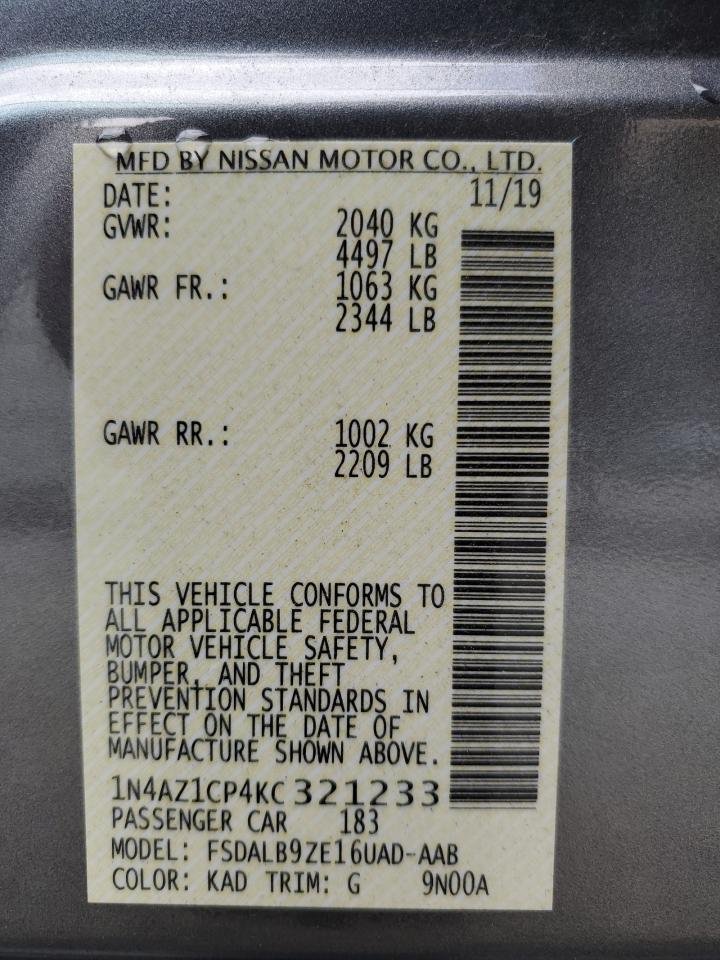 MFD BY NISSAN MOTOR CO., LTD.
DATE: 11/19
GVWR: 2040 KG
4497 LB
GAWR FR.: 1063 KG
2344 LB
GAWR RR.: 1002 KG
2209 LB
THIS VEHICLE CONFORMS TO
ALL APPLICABLE FEDERAL
MOTOR VEHICLE SAFETY,
BUMPER, AND THEFT
PREVENTION STANDARDS IN
EFFECT ON THE DATE OF
MANUFACTURE SHOWN ABOVE.
1N4AZ1CP4KC321233
PASSENGER CAR 183
MODEL: FSDALB9ZE16UAD-AAB
COLOR: KAD TRIM: G 9N00A